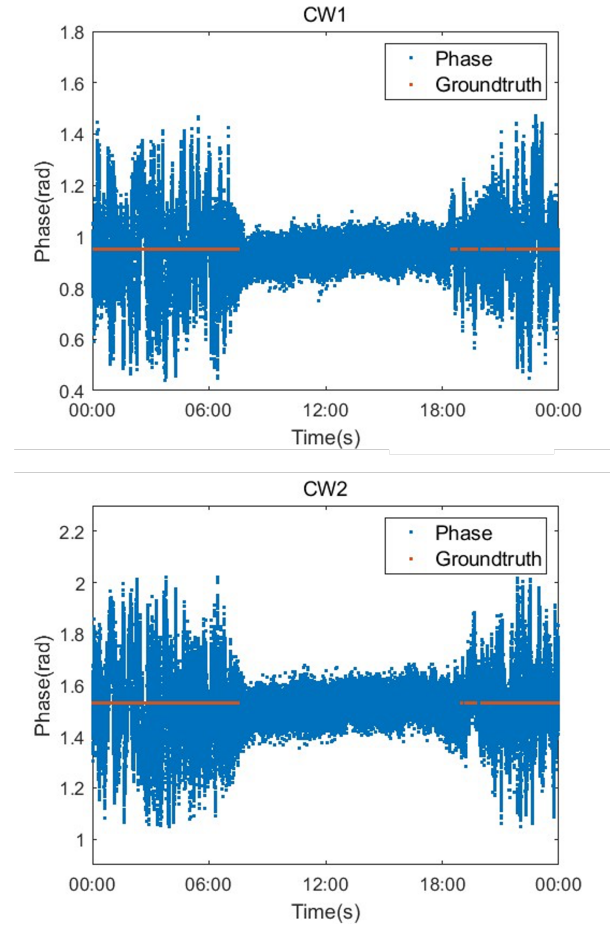 CW1
1.8
1.6
1.4
1.2
1
0.8
0.6
0.4
Phase(rad)
Phase
Groundtruth
00:00 06:00 12:00 18:00 00:00
Time(s)
CW2
2.2
2
1.8
1.6
1.4
1.2
1
Phase(rad)
Phase
Groundtruth
00:00 06:00 12:00 18:00 00:00
Time(s)